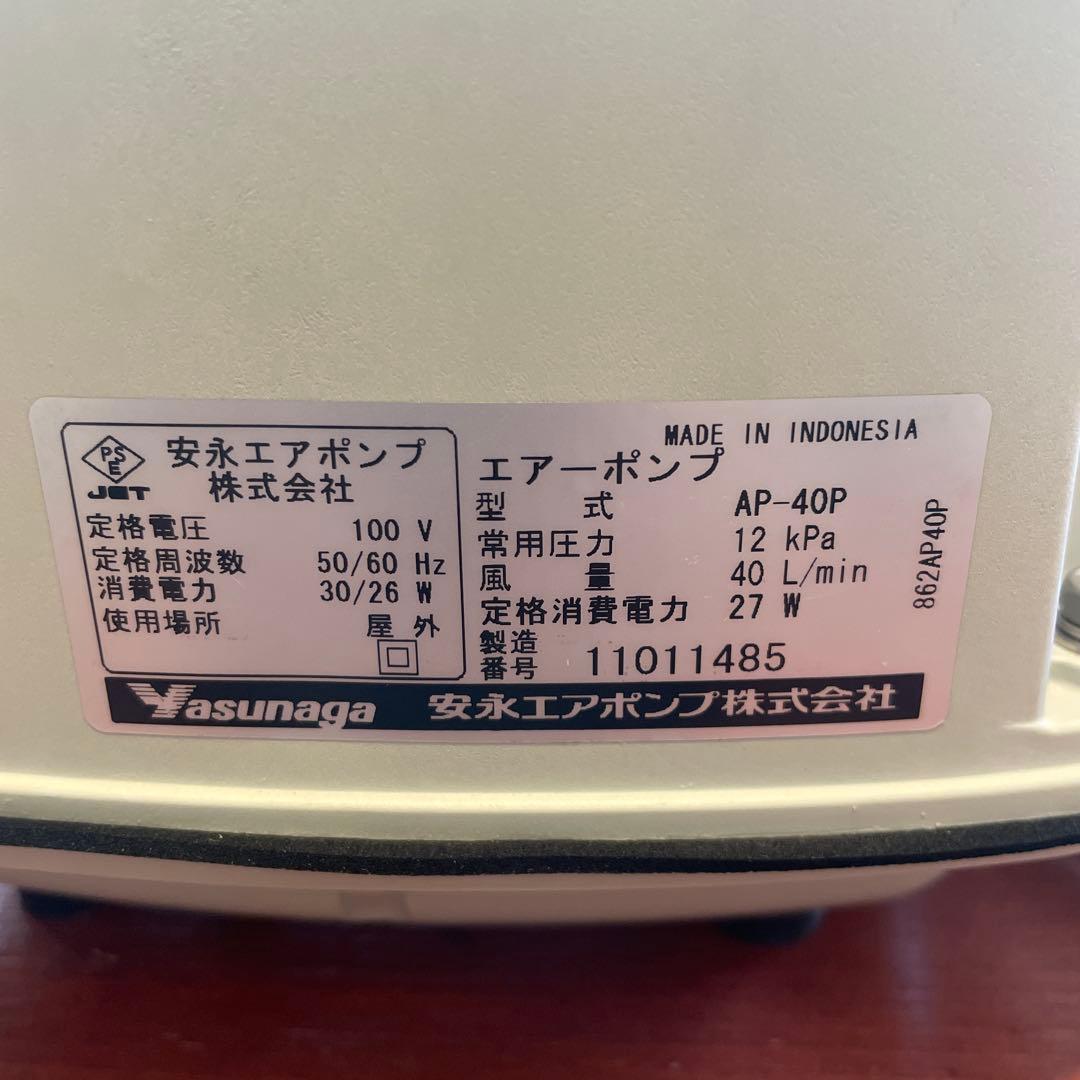 PSE
JET
安永エアポンプ
株式会社
定格電圧 100 V
定格周波数 50/60 Hz
消費電力 30/26 W
使用場所 屋 外
MADE IN INDONESIA
エアーポンプ
型 式 AP-40P
常用圧力 12 kPa
風 量 40 L/min
定格消費電力 27 W
製造
番号 11011485
862AP40P
Yasunaga 安永エアポンプ株式会社